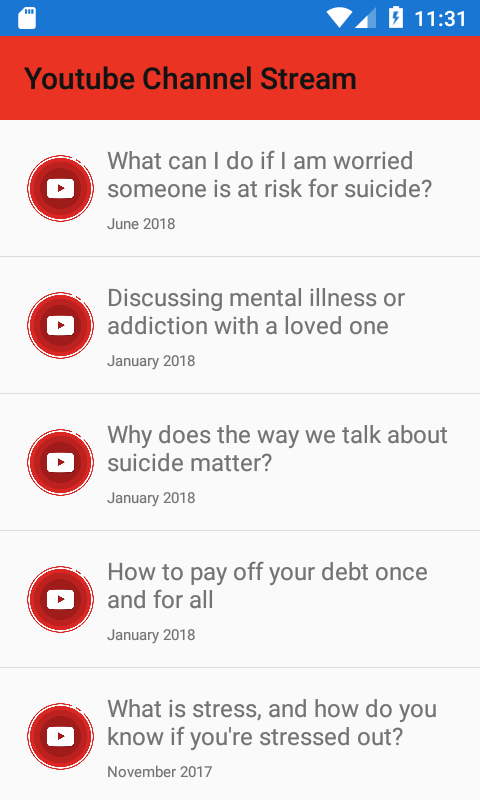 11:31
Youtube Channel Stream
What can I do if I am worried
someone is at risk for suicide?
June 2018
Discussing mental illness or
addiction with a loved one
January 2018
Why does the way we talk about
suicide matter?
January 2018
How to pay off your debt once
and for all
January 2018
What is stress, and how do you
know if you're stressed out?
November 2017